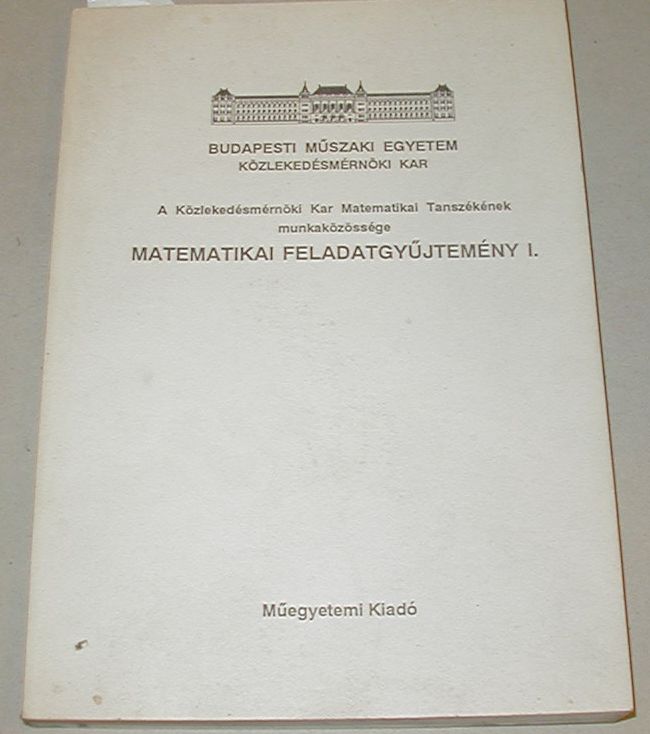 BUDAPESTI MŰSZAKI EGYETEM
KÖZLEKEDÉSMÉRNÖKI KAR
A Közlekedésmérnöki Kar Matematikai Tanszékének
munkaközössége
MATEMATIKAI FELADATGYŰJTEMÉNY I.
Műegyetemi Kiadó